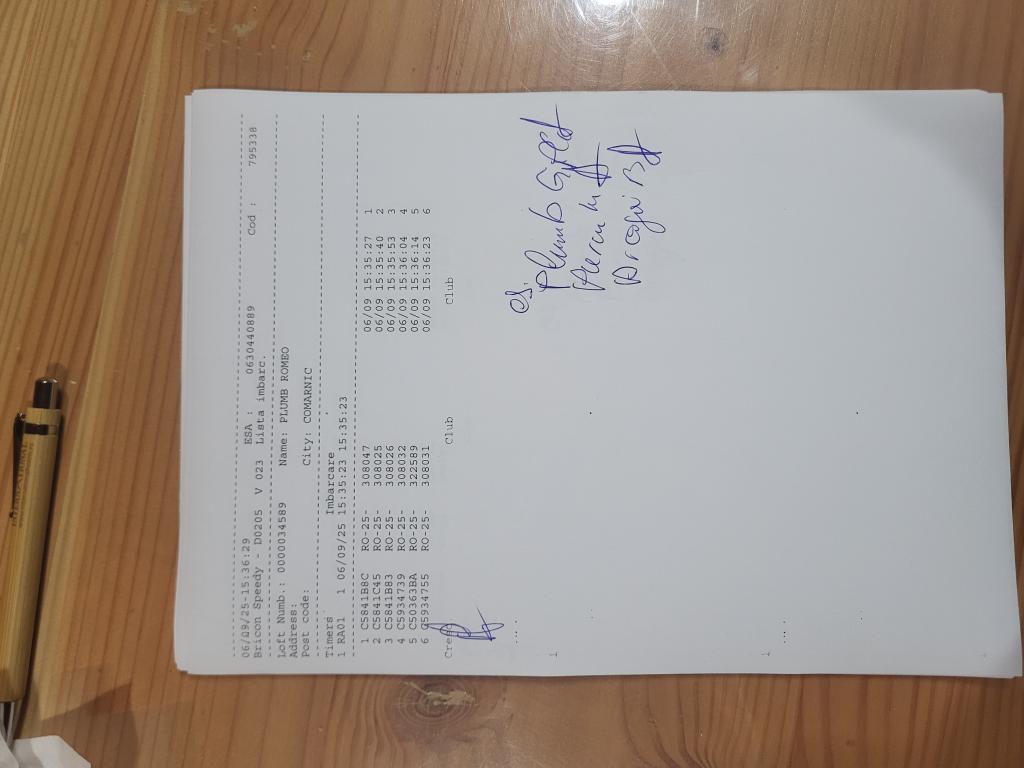 06/09/25-15:36:29
Bricon Speedy - D0205 V 023 ESA : 0630440889
Lista imbarc. Cod : 795338
Loft Numb.: 0000034589 Name: PLUMB ROMEO
Address:
Post code: City: COMARNIC
Timers Imbarcare
1 RA01 1 06/09/25 15:35:23 15:35:23
1 C5841B8C RO-25- 308047 06/09 15:35:27 1
2 C5841C45 RO-25- 308025 06/09 15:35:40 2
3 C5841B83 RO-25- 308026 06/09 15:35:53 3
4 C5934739 RO-25- 308032 06/09 15:36:04 4
5 C50363BA RO-25- 322589 06/09 15:36:14 5
6 5934755 RO-25- 308031 06/09 15:36:23 6
Club Club
Plumb